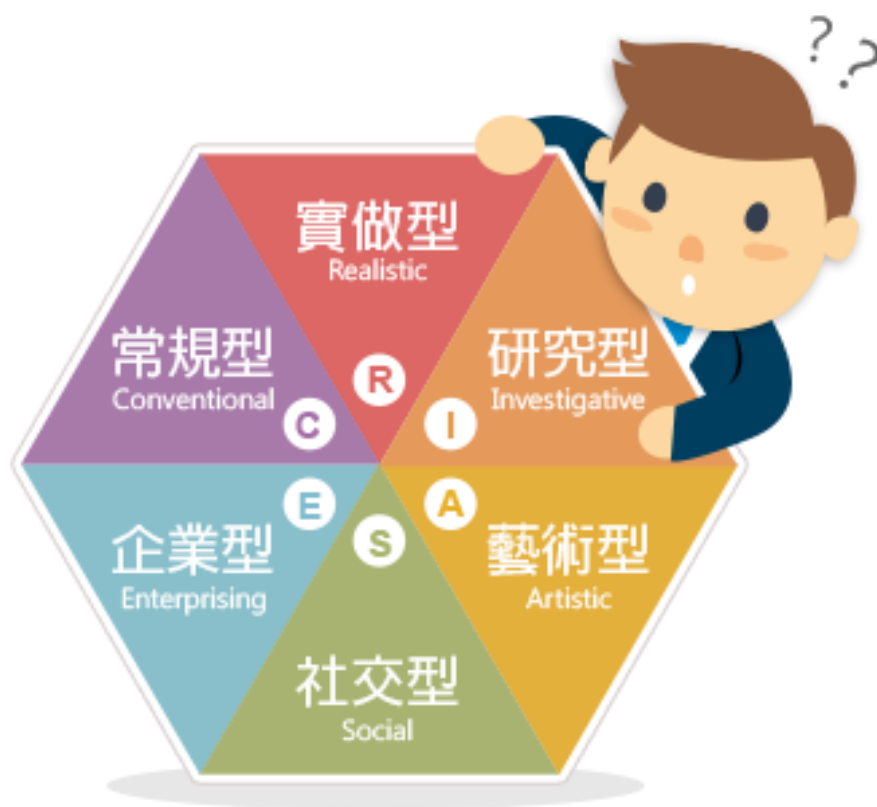 ? ?
實做型
Realistic
R
研究型
Investigative
I
藝術型
Artistic
A
社交型
Social
S
企業型
Enterprising
E
常規型
Conventional
C